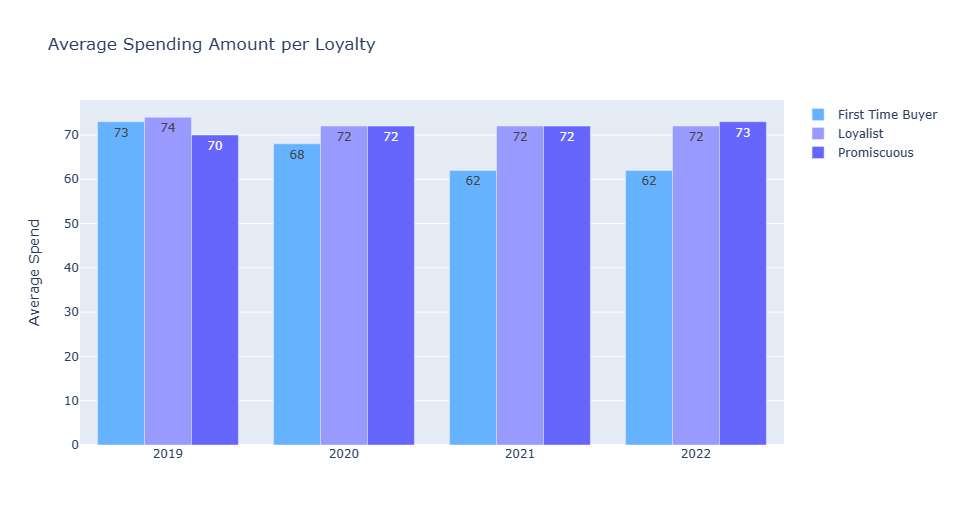 Average Spending Amount per Loyalty
First Time Buyer
Loyalist
Promiscuous
Average Spend
70
60
50
40
30
20
10
0
73 74 70 68 72 72 62 72 72 62 72 73
2019 2020 2021 2022